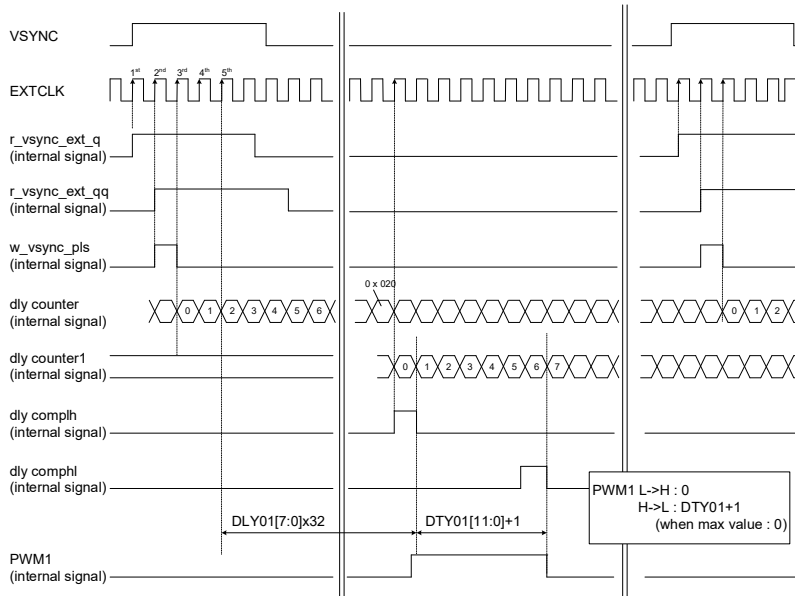 VSYNC
1st 2nd 3rd 4th 5th
EXTCLK
r_vsync_ext_q
(internal signal)
r_vsync_ext_qq
(internal signal)
w_vsync_pls
(internal signal)
0 x 020
dly counter
(internal signal)
0 1 2 3 4 5 6
0 1 2
dly counter1
(internal signal)
0 1 2 3 4 5 6 7
dly complh
(internal signal)
dly comphl
(internal signal)
PWM1 L->H : 0
H->L : DTY01+1
(when max value : 0)
DLY01[7:0]x32
DTY01[11:0]+1
PWM1
(internal signal)